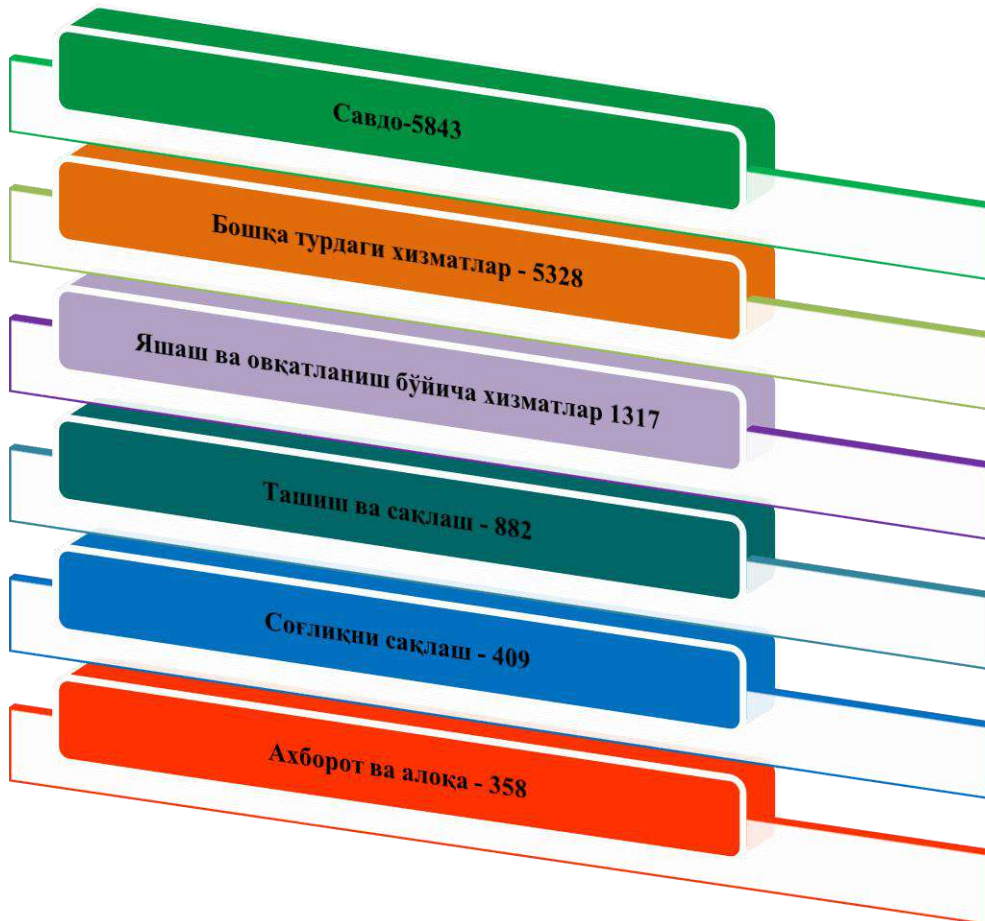 Савдо-5843
Бошқа турдаги хизматлар - 5328
Яшаш ва овқатланиш бўйича хизматлар 1317
Ташиш ва сақлаш - 882
Соғлиқни сақлаш - 409
Ахборот ва алоқа - 358